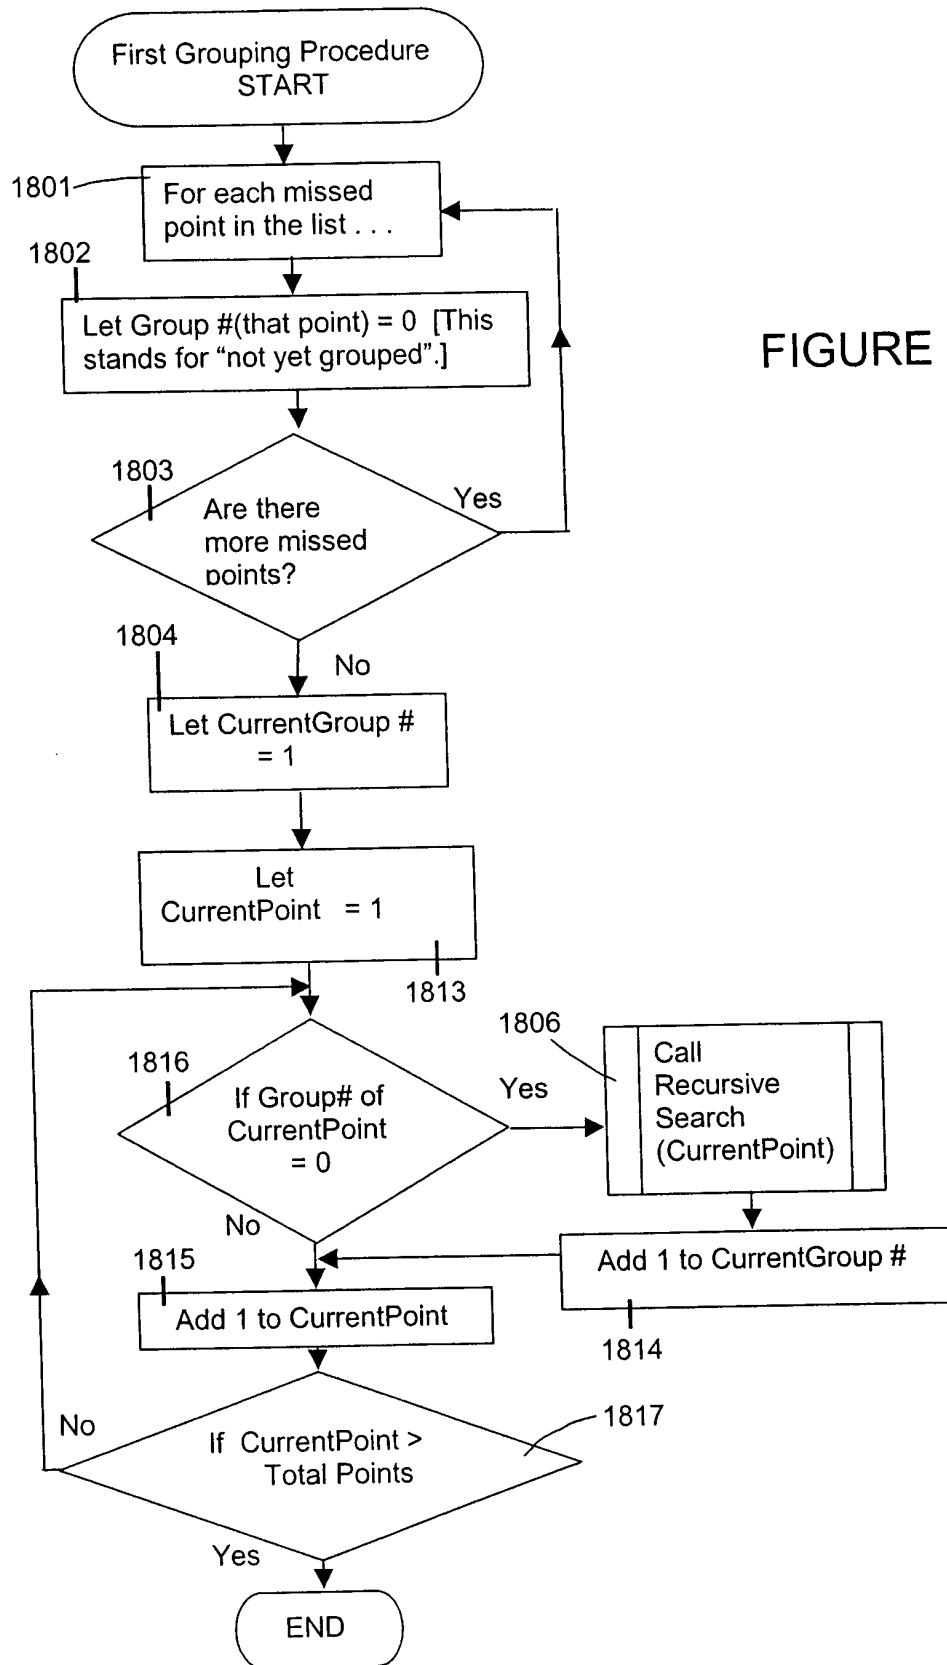 First Grouping Procedure
START
1801
For each missed
point in the list . . .
1802
Let Group #(that point) = 0 [This
stands for “not yet grouped”.]
FIGURE
1803
Are there
more missed
points?
Yes
1804
No
Let CurrentGroup #
= 1
Let
CurrentPoint = 1
1813
1806
Call
Recursive
Search
(CurrentPoint)
1816
If Group# of
CurrentPoint
= 0
Yes
No
1815
Add 1 to CurrentGroup #
Add 1 to CurrentPoint
1814
No
1817
If CurrentPoint >
Total Points
Yes
END